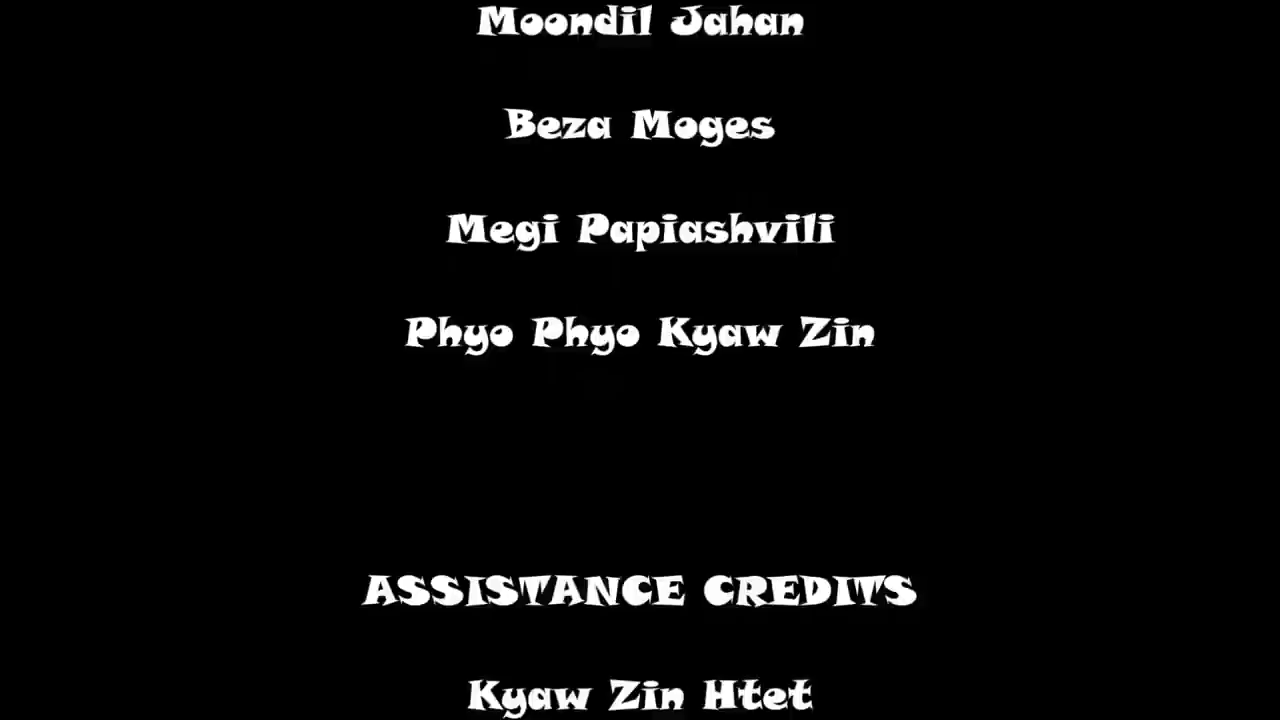 Moondil Jahan
Beza Moges
Megi Papiashvili
Phyo Phyo Kyaw Zin
ASSISTANCE CREDITS
Kyaw Zin Htet